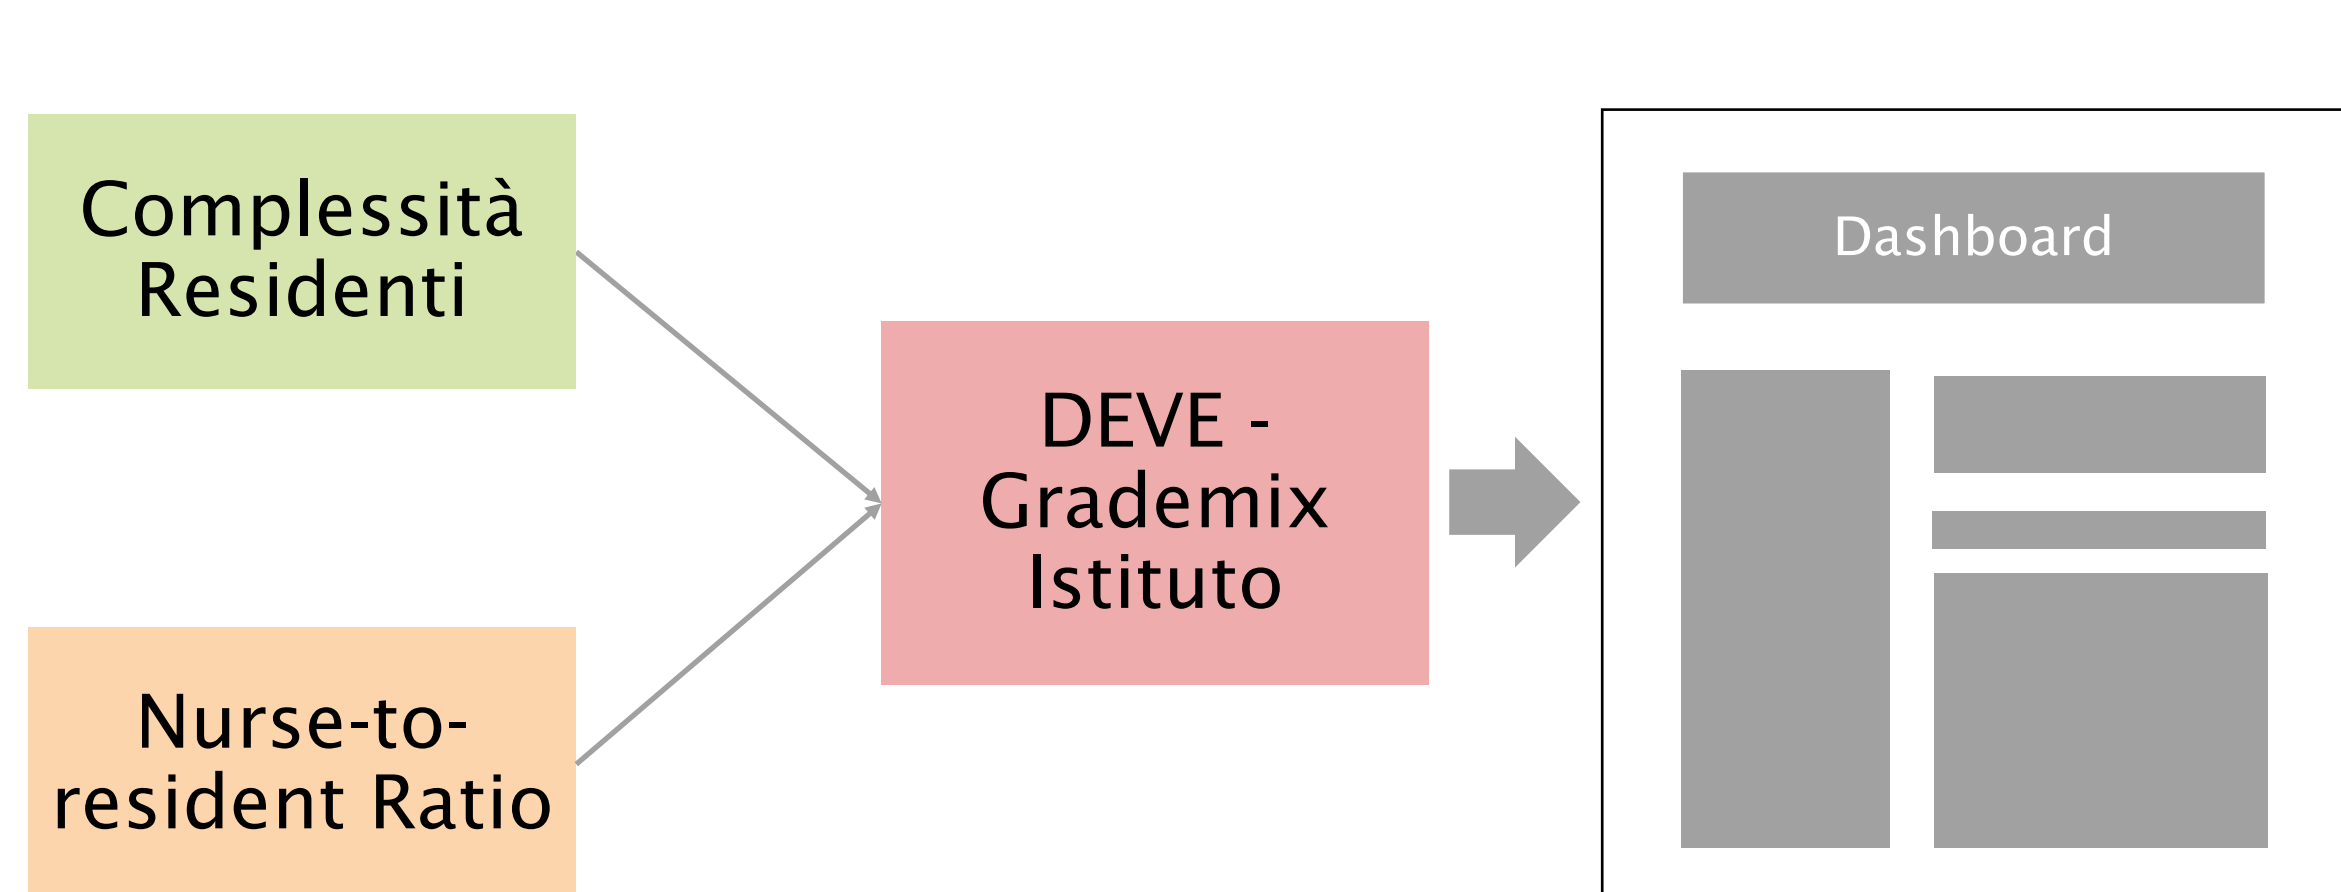 Complessità
Residenti
Nurse-to-
resident Ratio
DEVE -
Grademix
Istituto
Dashboard